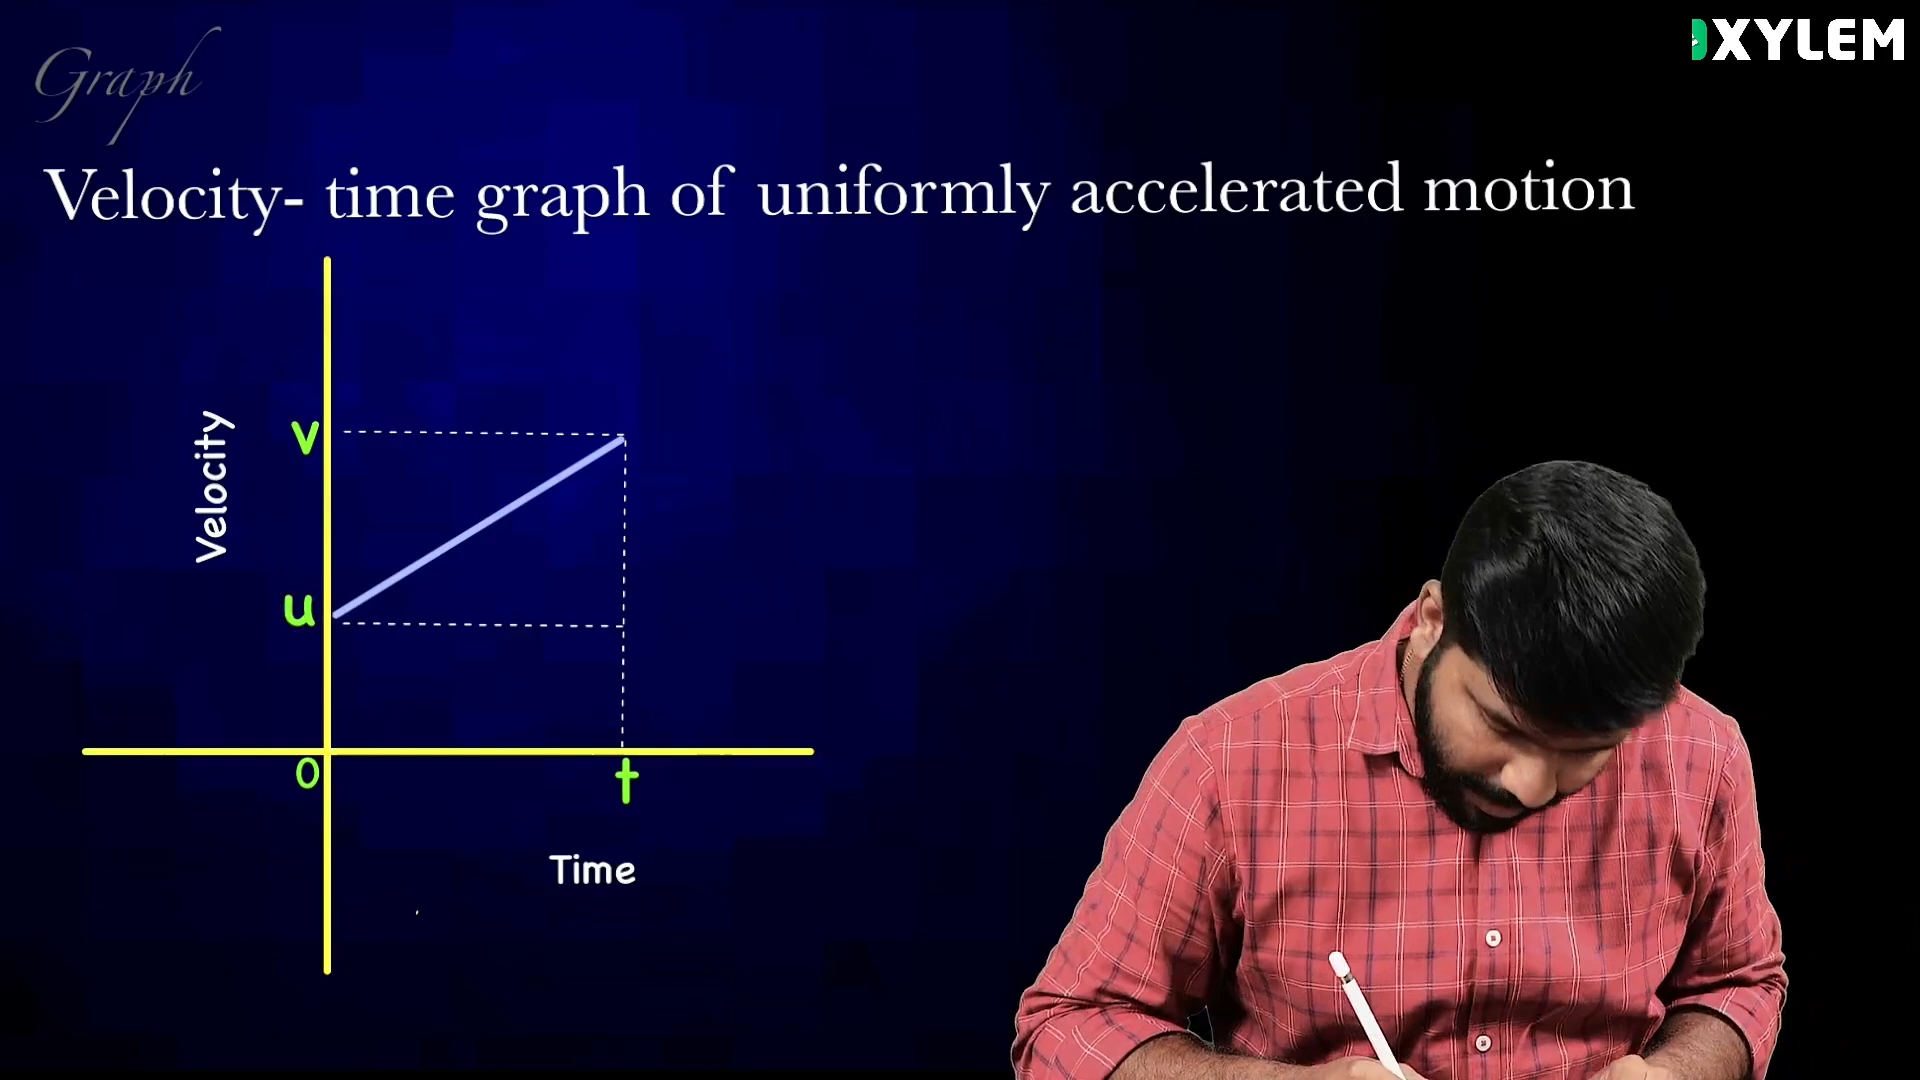 Graph
XYLEM
Velocity- time graph of uniformly accelerated motion
Velocity
v
u
0
t
Time